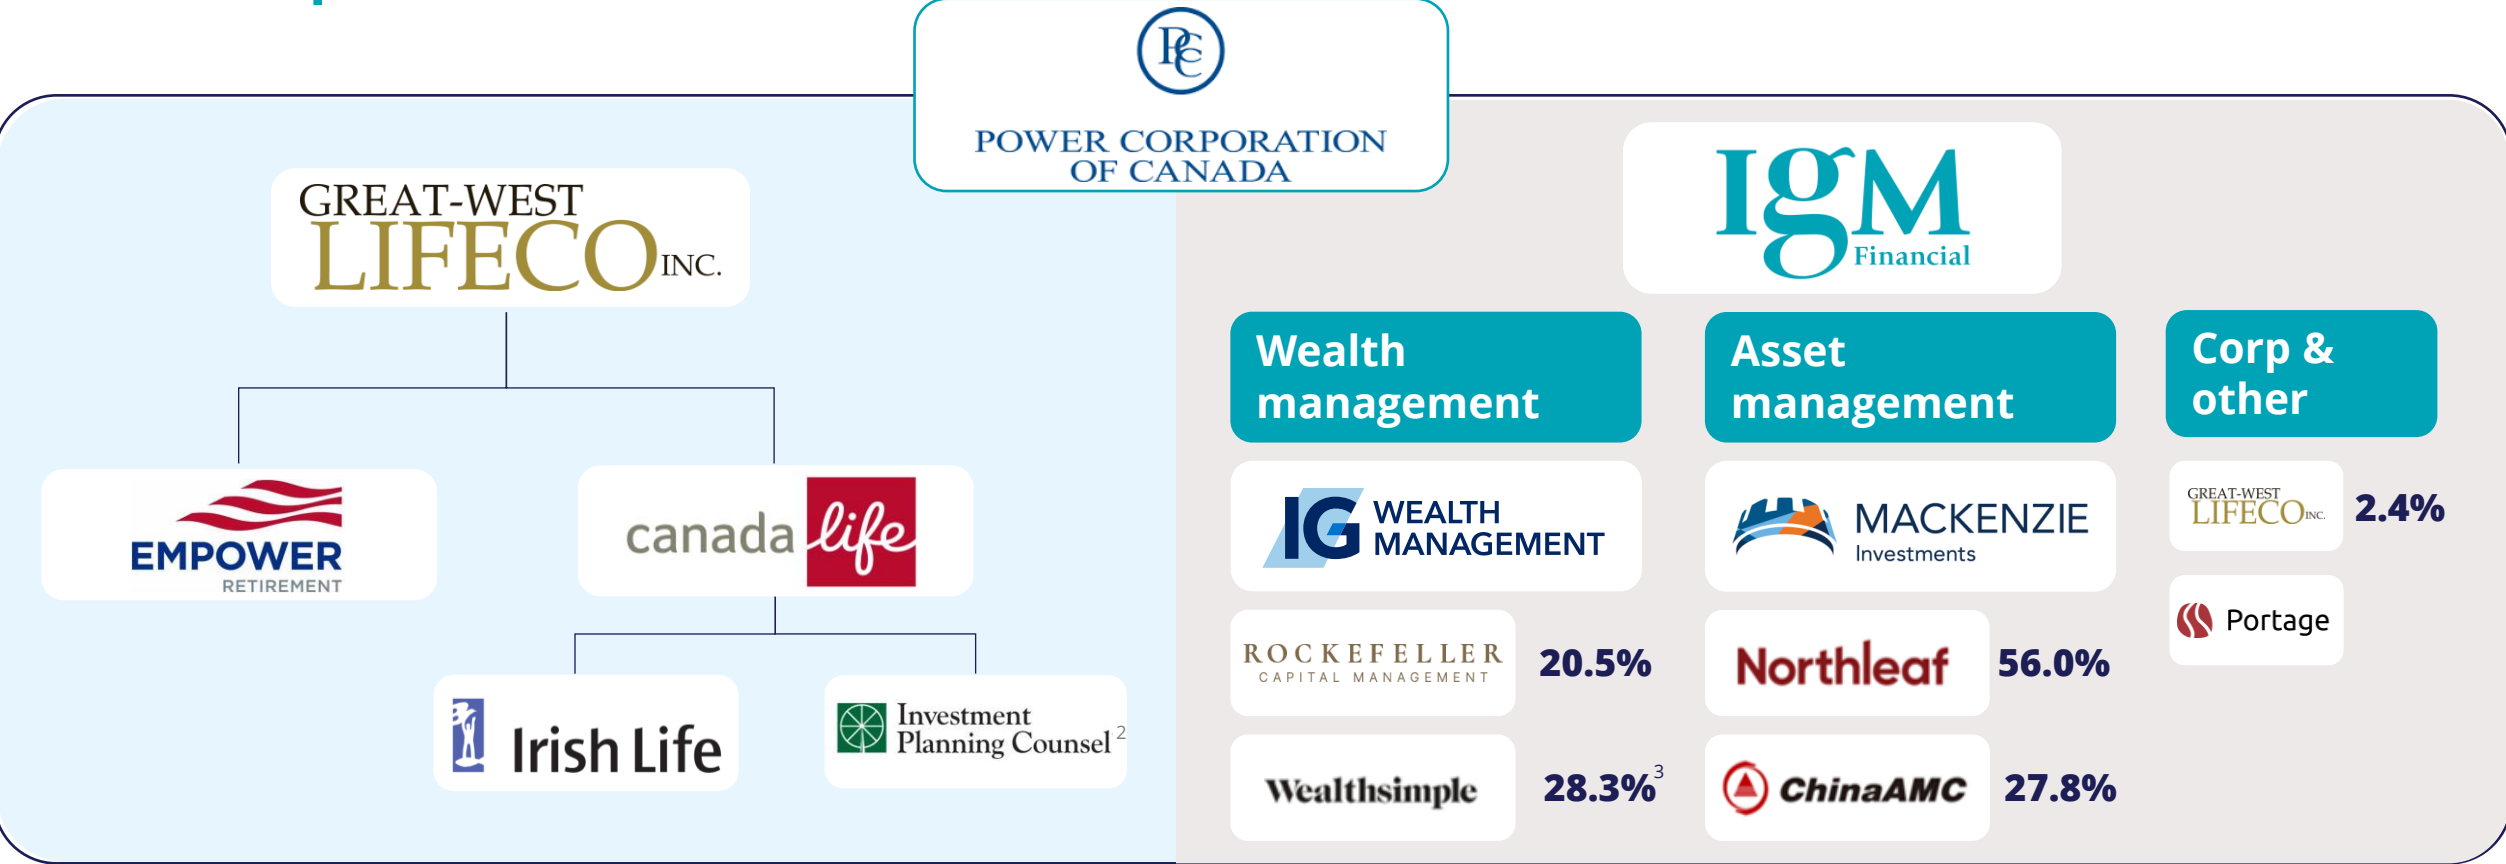 PCC
POWER CORPORATION
OF CANADA
GREAT-WEST
LIFECO INC.
EMPOWER
RETIREMENT
canada life
Irish Life
Investment
Planning Counsel 2
IGM
Financial
Wealth
management
IG WEALTH
MANAGEMENT
ROCKEFELLER
CAPITAL MANAGEMENT
20.5%
Wealthsimple
28.3%3
Asset
management
MACKENZIE
Investments
Northleaf
56.0%
ChinaAMC
27.8%
Corp &
other
GREAT-WEST
LIFECO INC.
2.4%
Portage